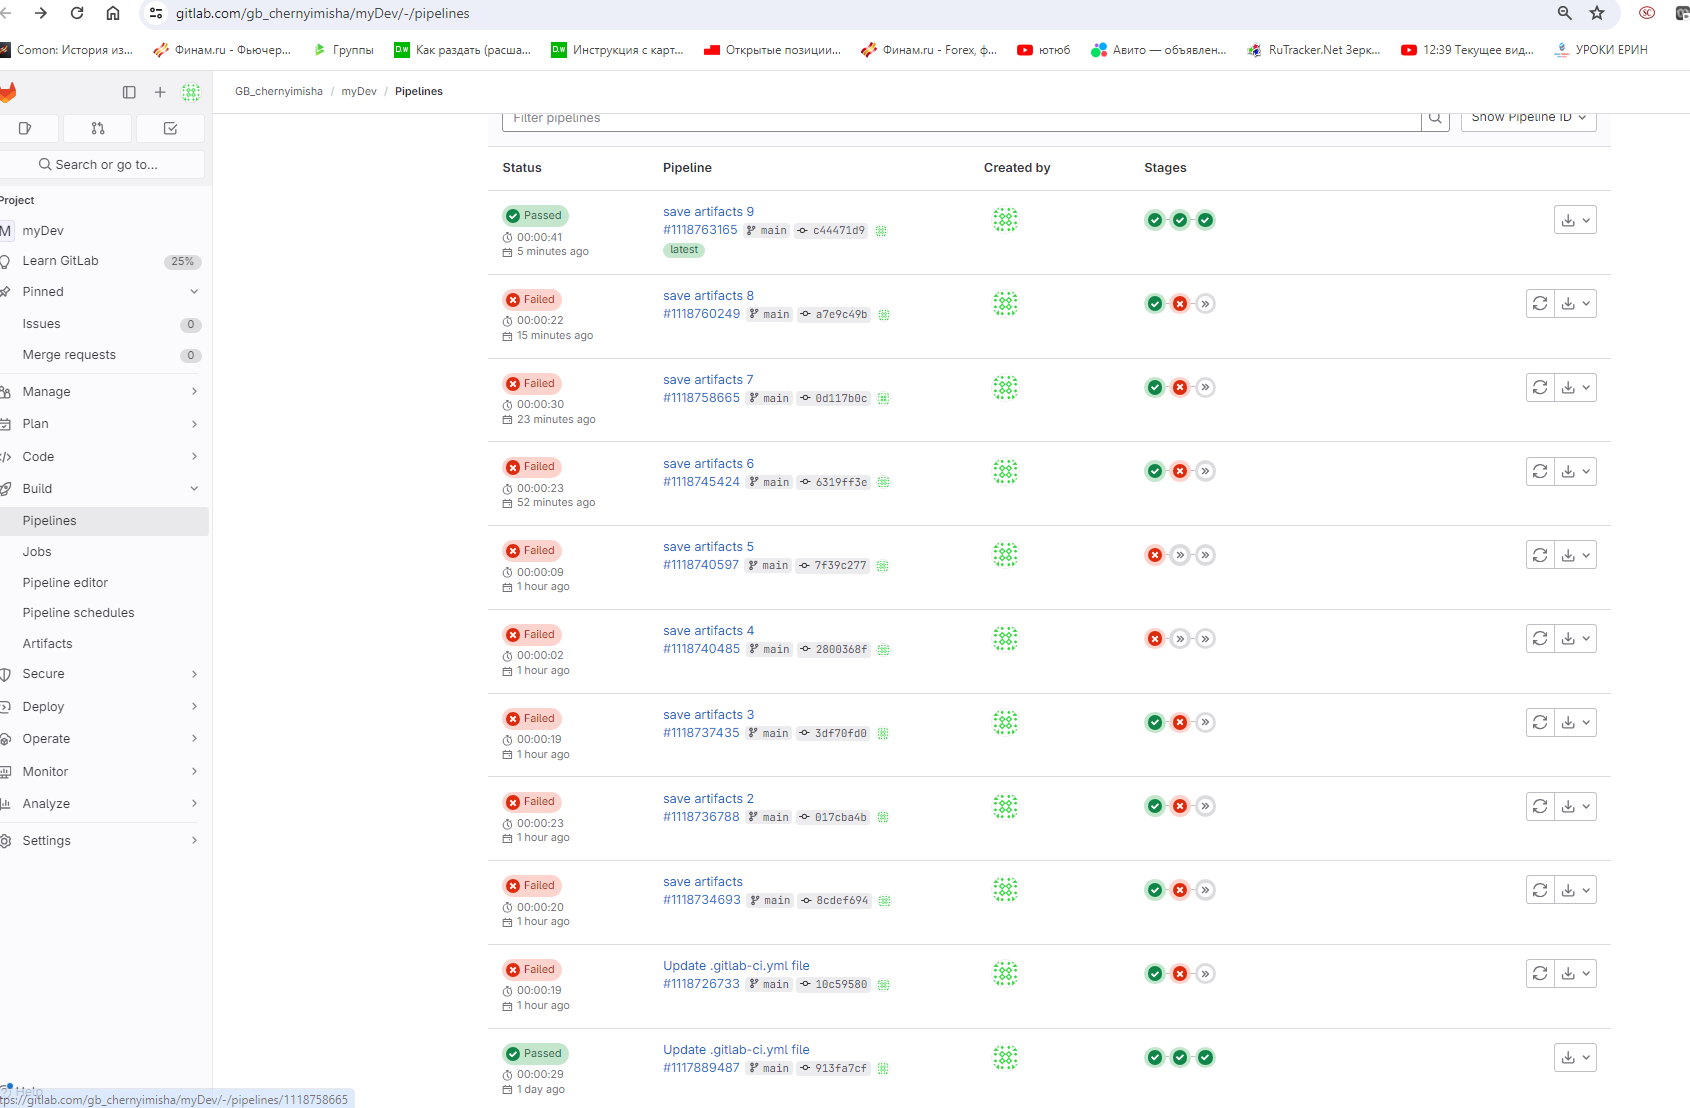 gitlab.com/gb_chernyimisha/myDev/-/pipelines
Comon: История из...
Финам.ru - Фьючер...
Группы
Как раздать (расша...
Инструкция с карт...
Открытые позиции...
Финам.ru - Forex, ф...
ютюб
Авито — объявлен...
RuTracker.Net Зерк...
12:39 Текущее вид...
УРОКИ ЕРИН
GB_chernyimisha / myDev / Pipelines
Search or go to...
Project
M myDev
Learn GitLab 25%
Pinned
Issues 0
Merge requests 0
Manage
Plan
Code
Build
Pipelines
Jobs
Pipeline editor
Pipeline schedules
Artifacts
Secure
Deploy
Operate
Monitor
Analyze
Settings
Help
tps://gitlab.com/gb_chernyimisha/myDev/-/pipelines/1118758665
Filter pipelines
Show Pipeline ID
Status Pipeline Created by Stages
Passed
00:00:41
5 minutes ago
save artifacts 9
#1118763165 main c44471d9
latest
Failed
00:00:22
15 minutes ago
save artifacts 8
#1118760249 main a7e9c49b
Failed
00:00:30
23 minutes ago
save artifacts 7
#1118758665 main 0d117b0c
Failed
00:00:23
52 minutes ago
save artifacts 6
#1118745424 main 6319ff3e
Failed
00:00:09
1 hour ago
save artifacts 5
#1118740597 main 7f39c277
Failed
00:00:02
1 hour ago
save artifacts 4
#1118740485 main 2800368f
Failed
00:00:19
1 hour ago
save artifacts 3
#1118737435 main 3df70fd0
Failed
00:00:23
1 hour ago
save artifacts 2
#1118736788 main 017cba4b
Failed
00:00:20
1 hour ago
save artifacts
#1118734693 main 8cdef694
Failed
00:00:19
1 hour ago
Update .gitlab-ci.yml file
#1118726733 main 10c59580
Passed
00:00:29
1 day ago
Update .gitlab-ci.yml file
#1117889487 main 913fa7cf